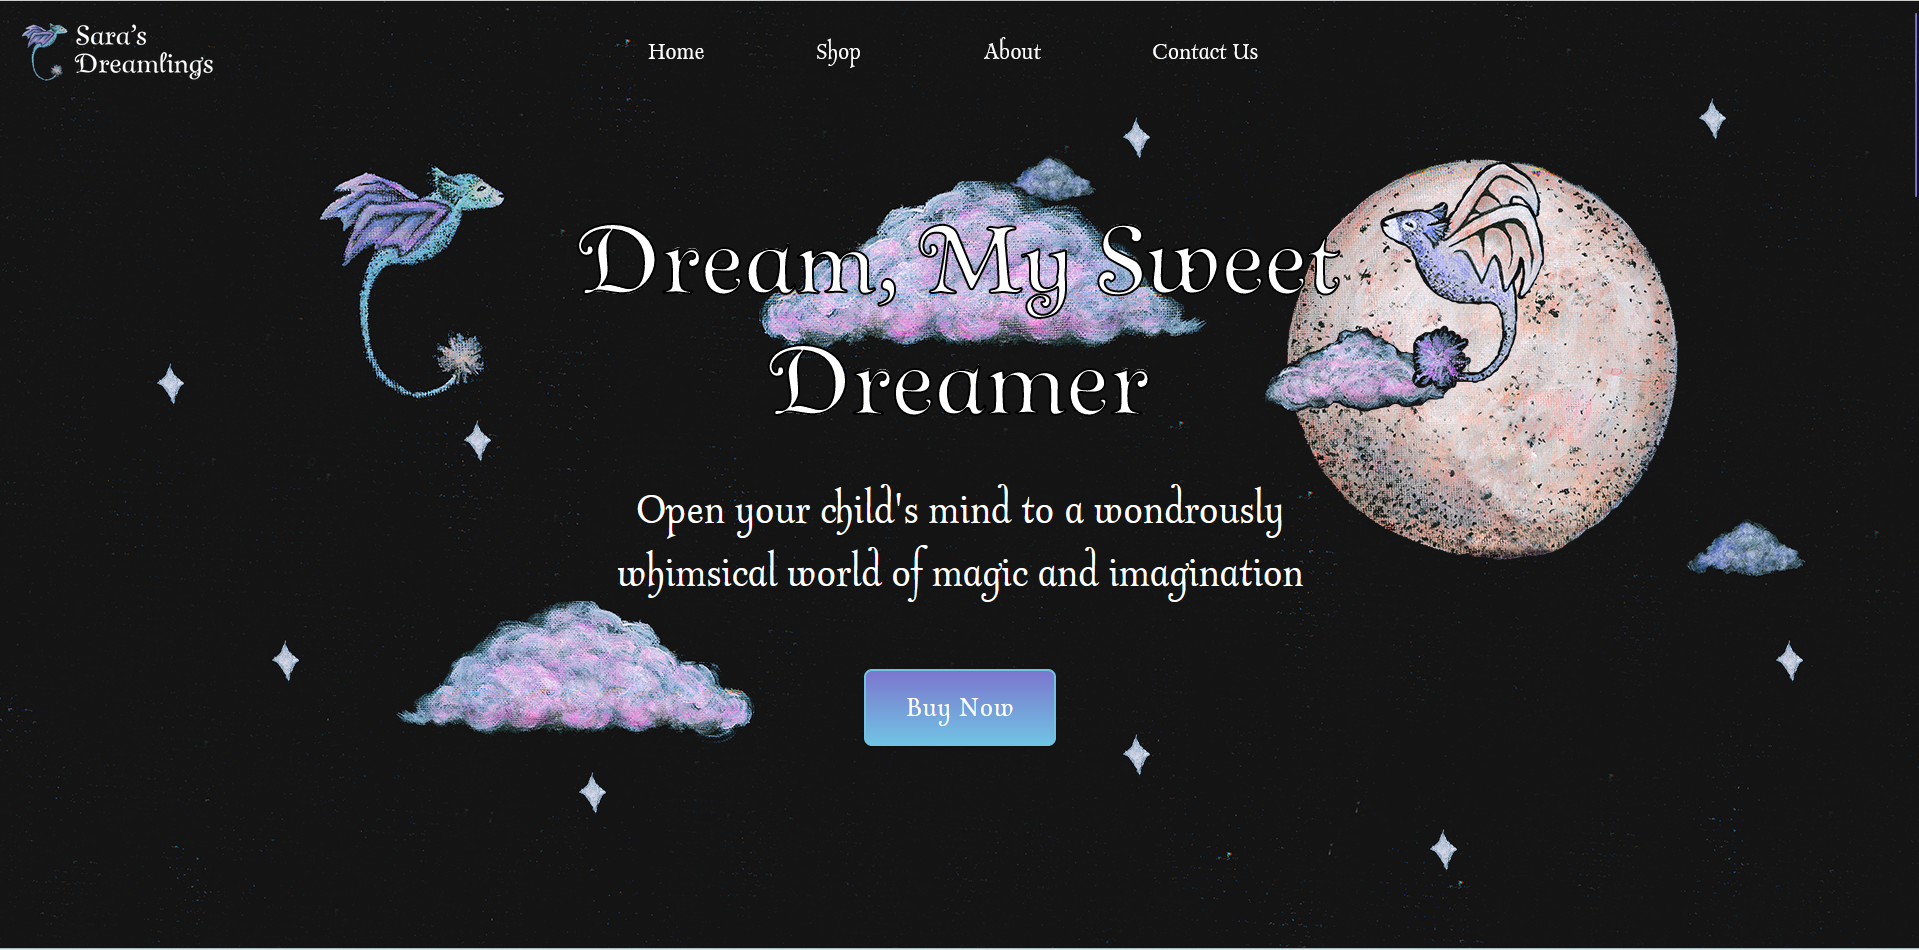 Sara's
Dreamlings
Home
Shop
About
Contact Us
Dream, My Sweet
Dreamer
Open your child's mind to a wondrously
whimsical world of magic and imagination
Buy Now